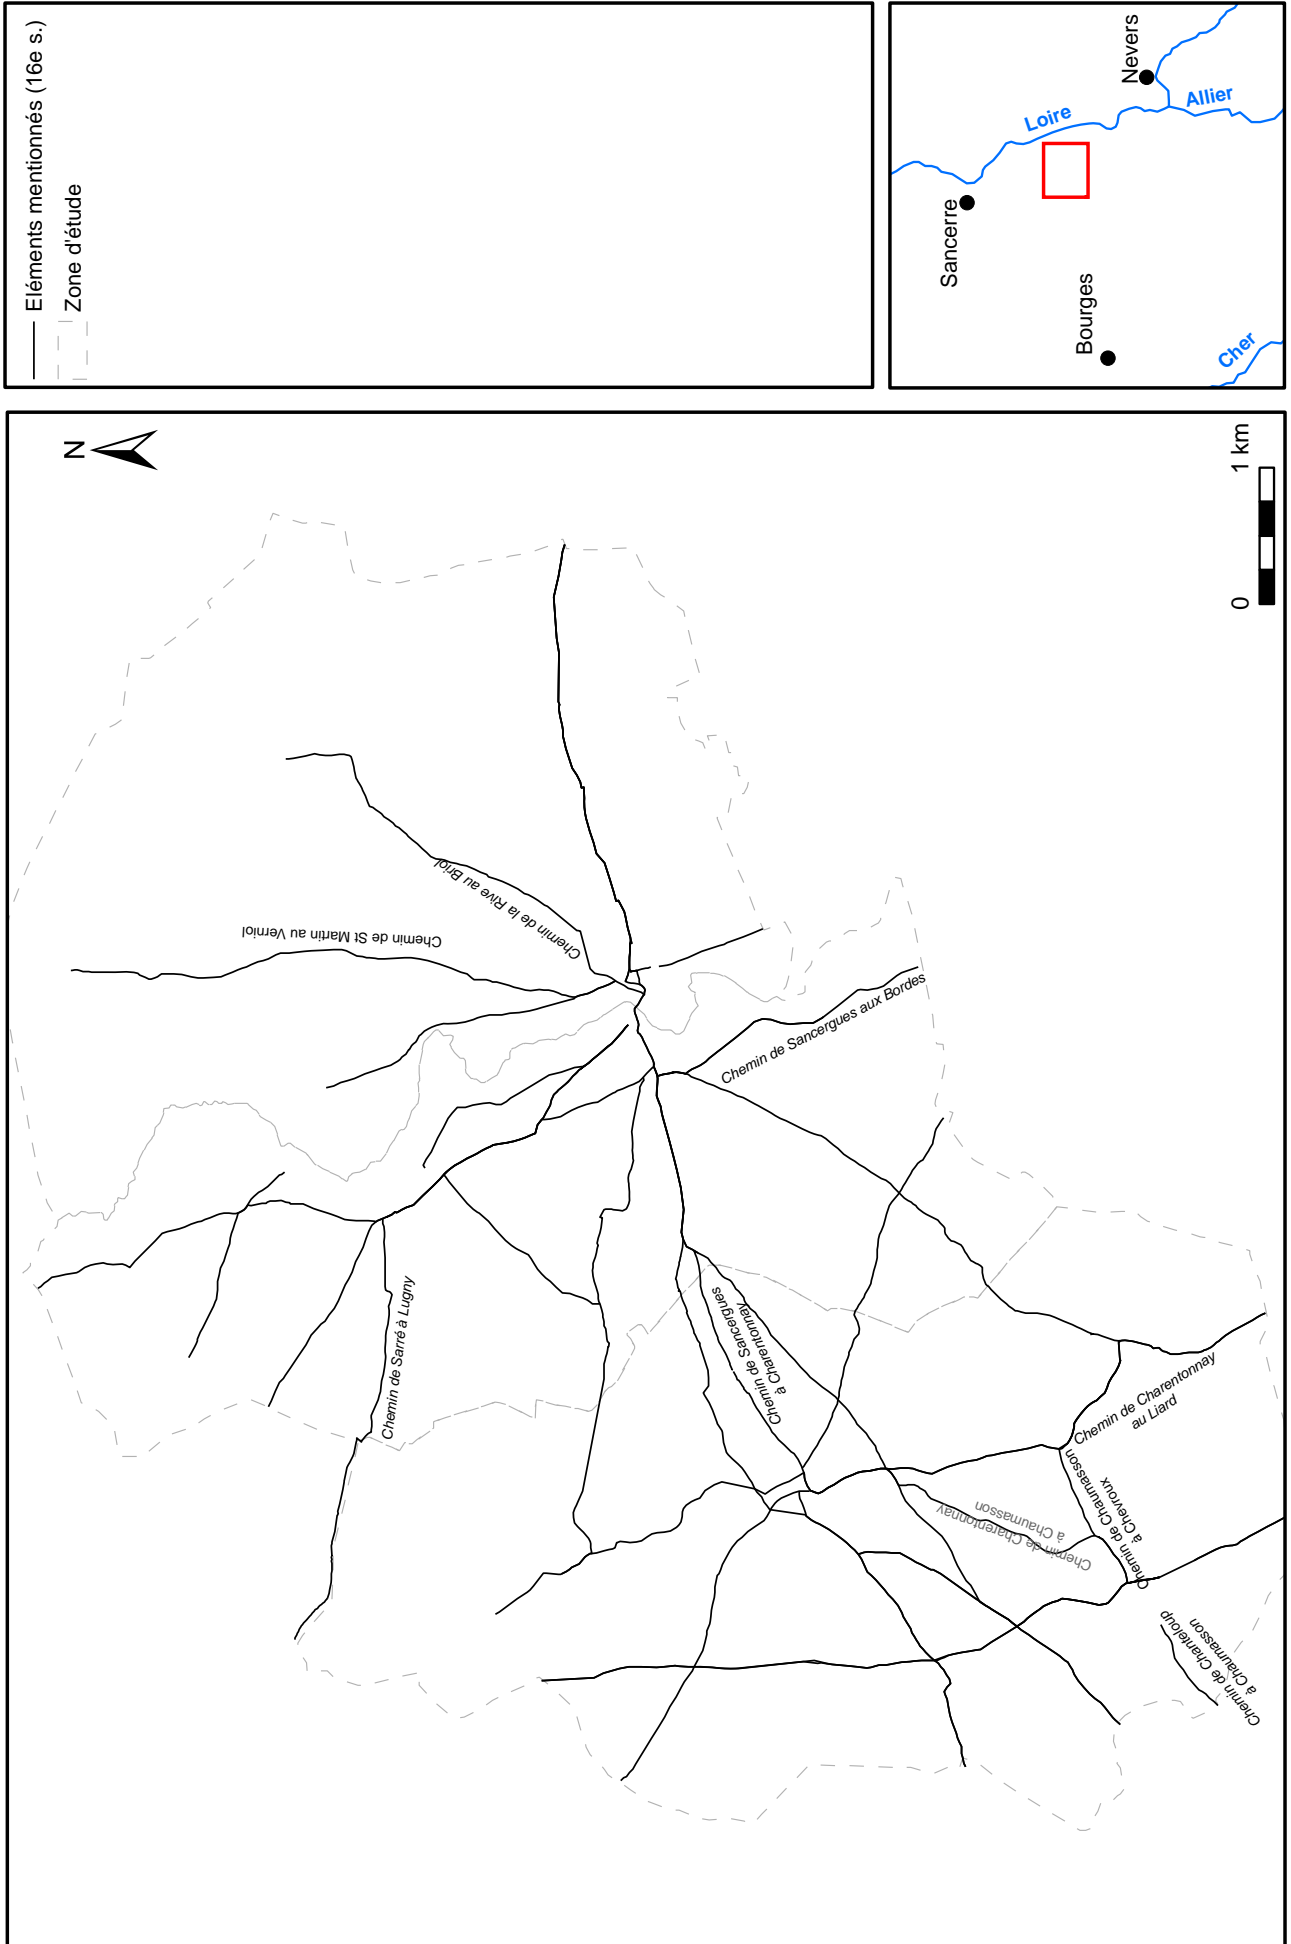 Eléments mentionnés (16e s.)
Zone d'étude
Nevers
Loire
Allier
Sancerre
Bourges
Cher
N
0
1 km
Chemin de la Rive au Briol
Chemin de St Martin au Verniol
Chemin de Sancergues aux Bordes
Chemin de Sarré à Lugny
Chemin de Sancergues
à Charentonnay
Chemin de Charentonnay
au Liard
Chemin de Chaumasson
à Chevroux
Chemin de Charentonnay
à Chaumasson
Chemin de Chanteloup
à Chaumasson